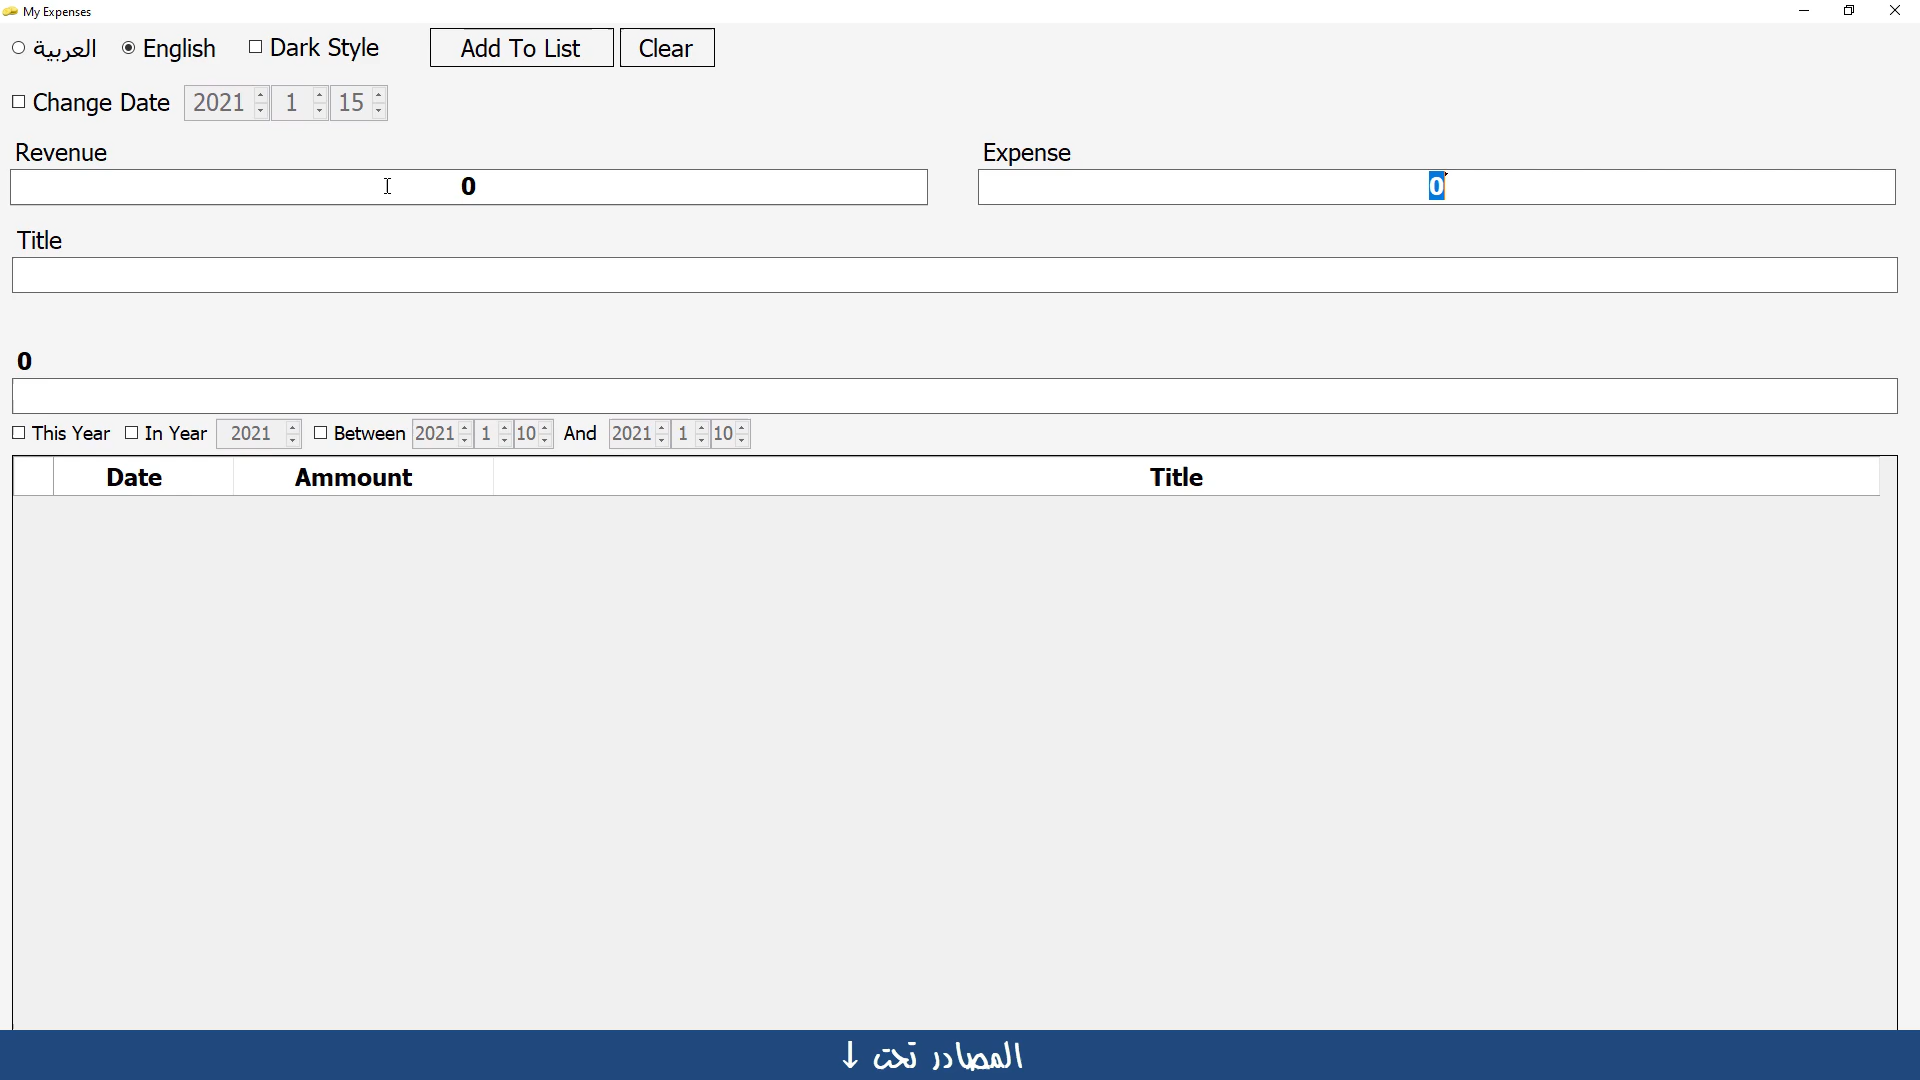 My Expenses
العربية English Dark Style Add To List Clear
Change Date 2021 1 15
Revenue Expense
0 0
Title
0
This Year In Year 2021 Between 2021 1 10 And 2021 1 10
Date Ammount Title
المصادر تحت ↓